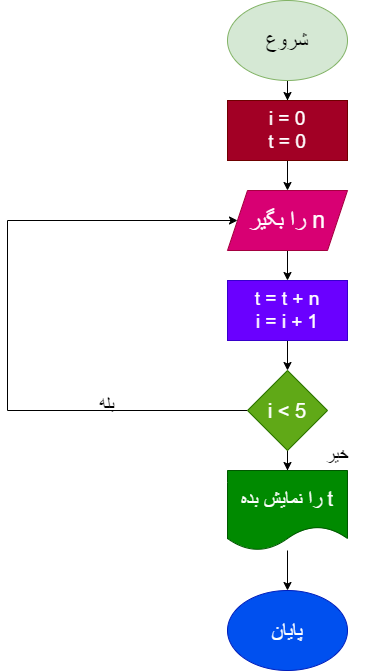 شروع
i = 0
t = 0
n را بگیر
t = t + n
i = i + 1
i < 5
بله
خیر
t را نمایش بده
پایان